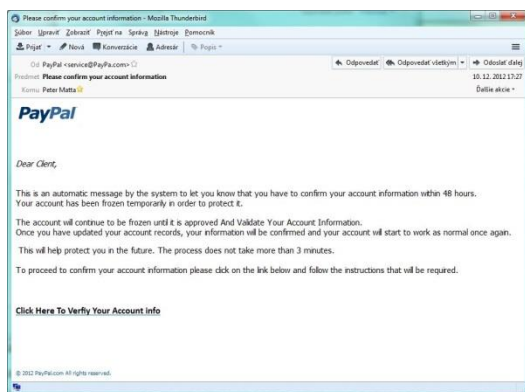 Please confirm your account information - Mozilla Thunderbird
Súbor Upraviť Zobraziť Prejsť na Správa Nástroje Pomocník
Prijať Nová Konverzácie Adresár Popis
Od PayPal <service@PayPa.com> Odpovedať Odpovedať všetkým Odoslať ďalej
Predmet Please confirm your account information 10. 12. 2012 17:27
Komu Peter Matta Ďalšie akcie
PayPal
Dear Client,
This is an automatic message by the system to let you know that you have to confirm your account information within 48 hours.
Your account has been frozen temporarily in order to protect it.
The account will continue to be frozen until it is approved And Validate Your Account Information.
Once you have updated your account records, your information will be confirmed and your account will start to work as normal once again.
This will help protect you in the future. The process does not take more than 3 minutes.
To proceed to confirm your account information please click on the link below and follow the instructions that will be required.
Click Here To Verfiy Your Account info
© 2012 PayPal.com All rights reserved.